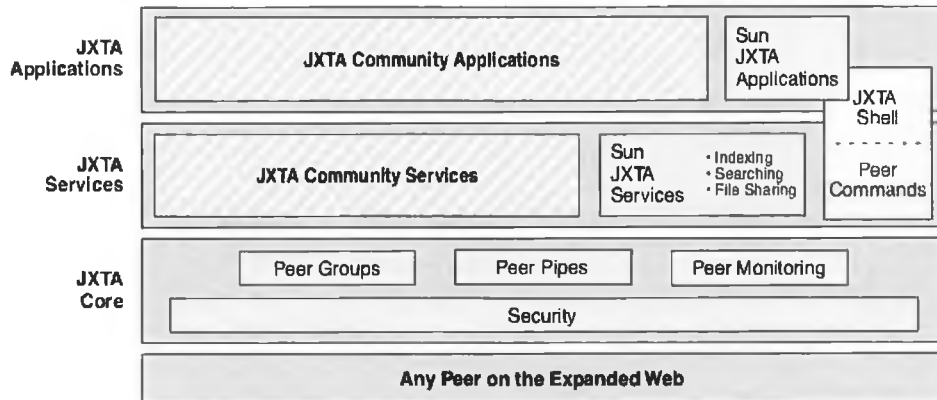 JXTA
Applications
JXTA Community Applications
Sun
JXTA
Applications
JXTA
Shell
Peer
Commands
JXTA
Services
JXTA Community Services
Sun
JXTA
Services
• Indexing
• Searching
• File Sharing
JXTA
Core
Peer Groups
Peer Pipes
Peer Monitoring
Security
Any Peer on the Expanded Web